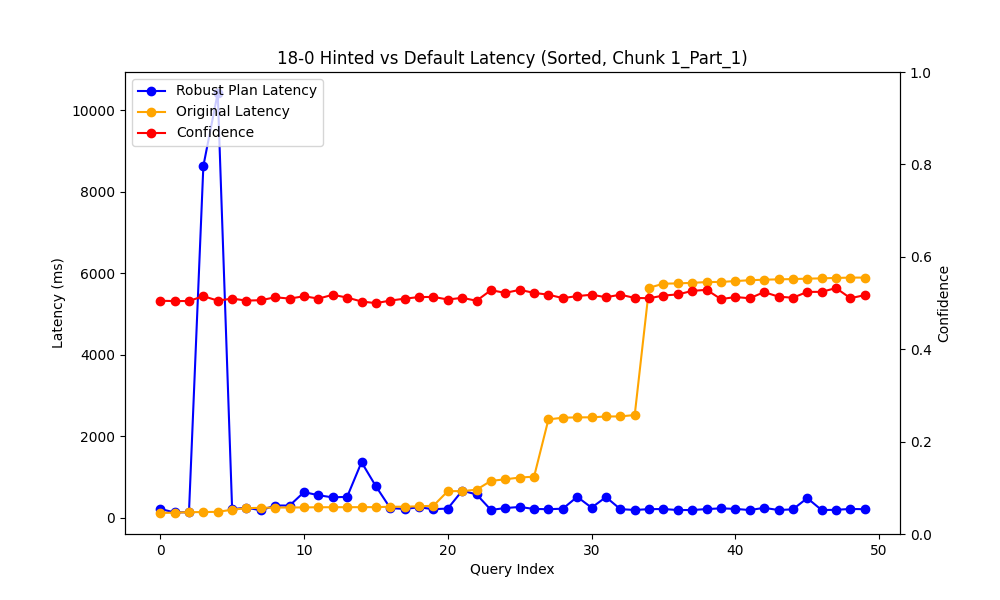 18-0 Hinted vs Default Latency (Sorted, Chunk 1_Part_1)
Robust Plan Latency
Original Latency
Confidence
Latency (ms)
10000
8000
6000
4000
2000
0
1.0
0.8
0.6
0.4
0.2
0.0
Confidence
0 10 20 30 40 50
Query Index